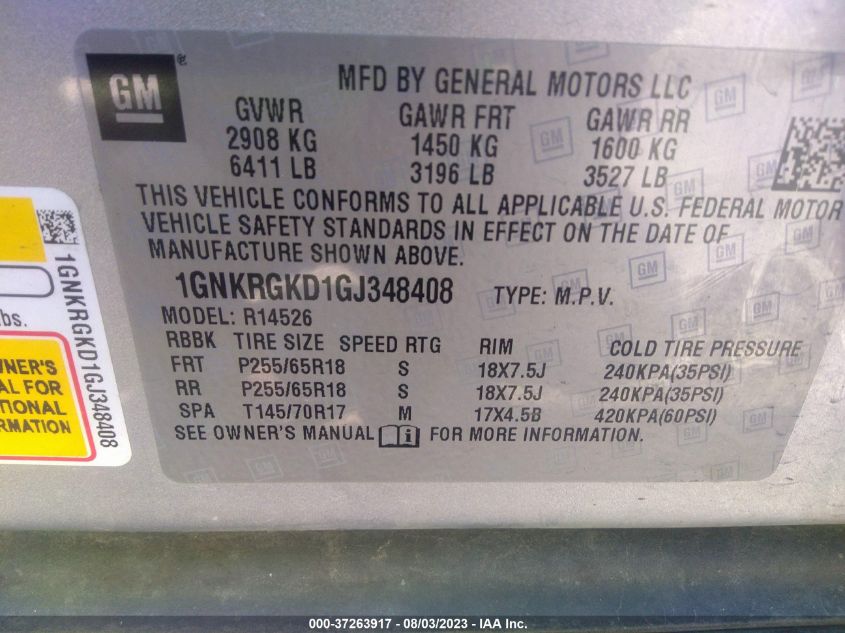 GM ®
MFD BY GENERAL MOTORS LLC
GVWR GAWR FRT GAWR RR
2908 KG 1450 KG 1600 KG
6411 LB 3196 LB 3527 LB
THIS VEHICLE CONFORMS TO ALL APPLICABLE U.S. FEDERAL MOTOR
VEHICLE SAFETY STANDARDS IN EFFECT ON THE DATE OF
MANUFACTURE SHOWN ABOVE.
1GNKRGKD1GJ348408 TYPE: M.P.V.
MODEL: R14526
RBBK TIRE SIZE SPEED RTG RIM COLD TIRE PRESSURE
FRT P255/65R18 S 18X7.5J 240KPA(35PSI)
RR P255/65R18 S 18X7.5J 240KPA(35PSI)
SPA T145/70R17 M 17X4.5B 420KPA(60PSI)
SEE OWNER'S MANUAL i FOR MORE INFORMATION.
1GNKRGKD1GJ348408
bs.
OWNER'S
AL FOR
TIONAL
RMATION
000-37263917 - 08/03/2023 - IAA Inc.